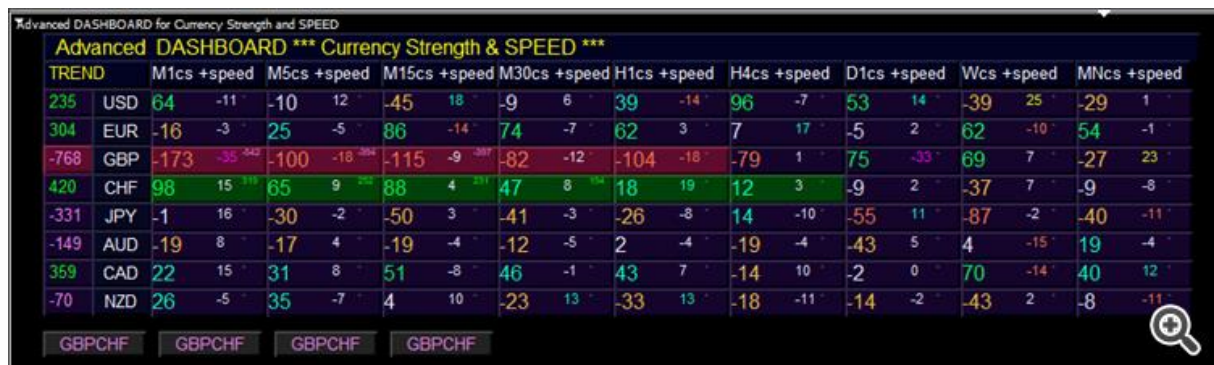 Advanced DASHBOARD for Currency Strength and SPEED
Advanced DASHBOARD *** Currency Strength & SPEED ***
TREND M1cs +speed M5cs +speed M15cs +speed M30cs +speed H1cs +speed H4cs +speed D1cs +speed Wcs +speed MNcs +speed
235 USD 64 -11 -10 12 -45 18 -9 6 39 -14 96 -7 53 14 -39 25 -29 1
304 EUR -16 -3 25 -5 86 -14 74 -7 62 3 7 17 -5 2 62 -10 54 -1
-768 GBP -173 -35 -100 -18 -115 -9 -82 -12 -104 -18 -79 1 75 -33 69 7 -27 23
420 CHF 98 15 65 9 252 88 4 231 47 8 154 18 19 12 3 -9 2 -37 7 -9 -8
-331 JPY -1 16 -30 -2 -50 3 -41 -3 -26 -8 14 -10 -55 11 -87 -2 -40 -11
-149 AUD -19 8 -17 4 -19 -4 -12 -5 2 -4 -19 -4 -43 5 4 -15 19 -4
359 CAD 22 15 31 8 51 -8 46 -1 43 7 -14 10 -2 0 70 -14 40 12
-70 NZD 26 -5 35 -7 4 10 -23 13 -33 13 -18 -11 -14 -2 -43 2 -8 -11
GBPCHF GBPCHF GBPCHF GBPCHF